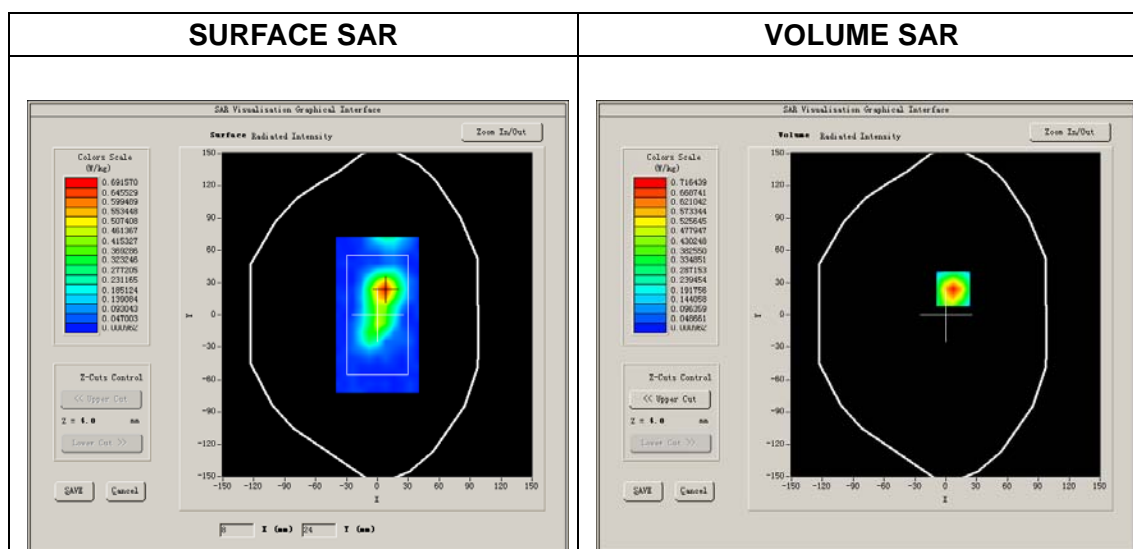 SURFACE SAR
VOLUME SAR
SAR Visualisation Graphical Interface
Surface Radiated Intensity
Zoom In/Out
Colors Scale
(W/kg)
0.691570
0.645529
0.599489
0.553448
0.507408
0.461367
0.415327
0.369286
0.323246
0.277205
0.231165
0.185124
0.139084
0.093043
0.047003
0.000962
150
120
90
60
30
0
-30
-60
-90
-120
-150
Y
-150 -120 -90 -60 -30 0 30 60 90 120 150
X
Z-Cuts Control
<< Upper Cut
Z = 4.0 mm
Lower Cut >>
SAVE Cancel
8 X (mm) 24 Y (mm)
SAR Visualisation Graphical Interface
Volume Radiated Intensity
Zoom In/Out
Colors Scale
(W/kg)
0.716439
0.668741
0.621042
0.573344
0.525645
0.477947
0.430248
0.382550
0.334851
0.287153
0.239454
0.191756
0.144058
0.096359
0.048661
0.000962
150
120
90
60
30
0
-30
-60
-90
-120
-150
Y
-150 -120 -90 -60 -30 0 30 60 90 120 150
X
Z-Cuts Control
<< Upper Cut
Z = 4.0 mm
Lower Cut >>
SAVE Cancel